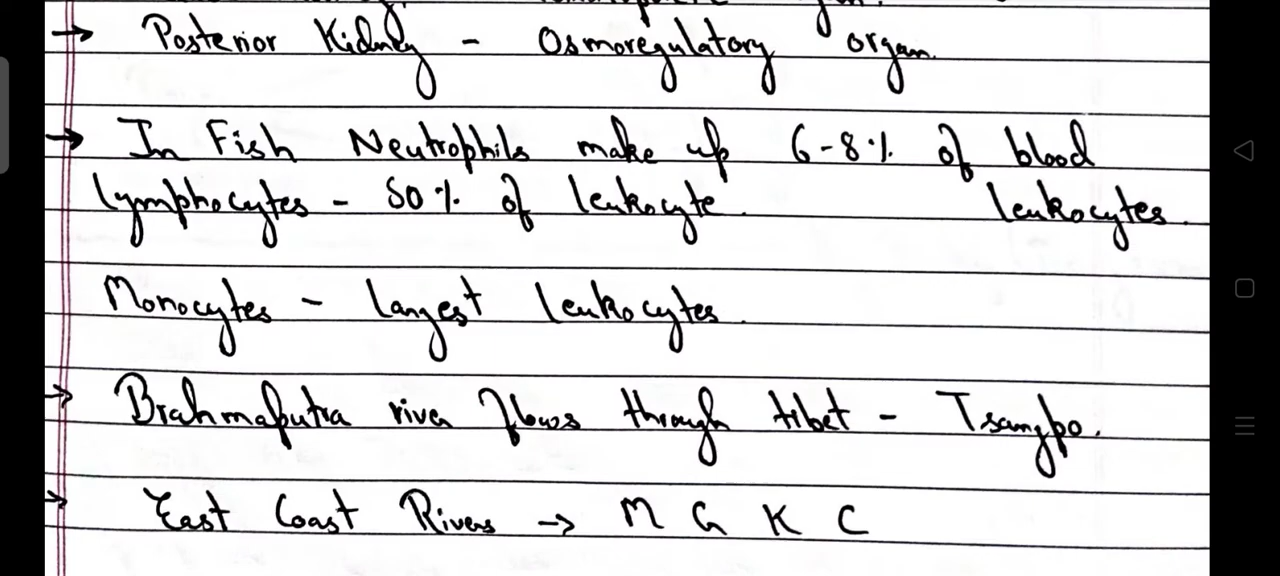 → Posterior Kidney - Osmoregulatory organ.
→ In Fish Neutrophils make up 6-8% of blood leukocytes.
Lymphocytes - 50% of leukocyte.
Monocytes - largest leukocytes.
→ Brahmaputra river flows through tibet - Tsangpo.
→ East Coast Rivers → M G K C